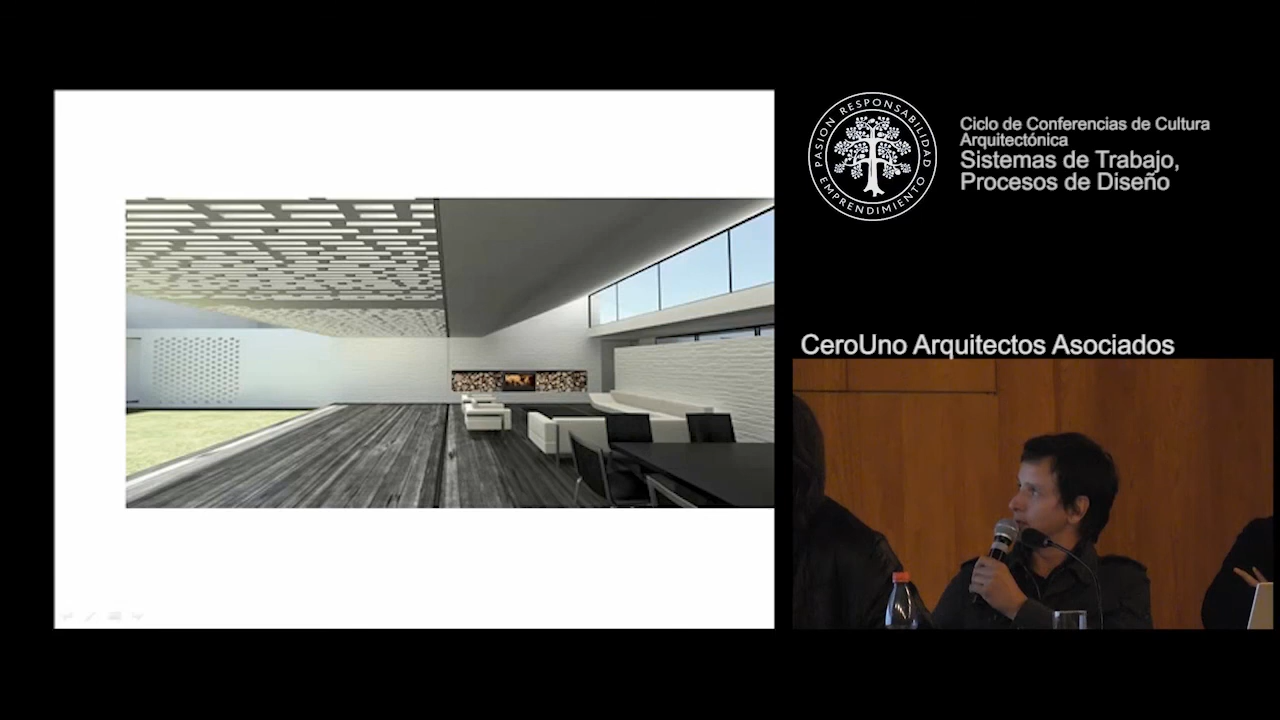 PASION RESPONSABILIDAD
EMPRENDIMIENTO
Ciclo de Conferencias de Cultura
Arquitectónica
Sistemas de Trabajo,
Procesos de Diseño
CeroUno Arquitectos Asociados